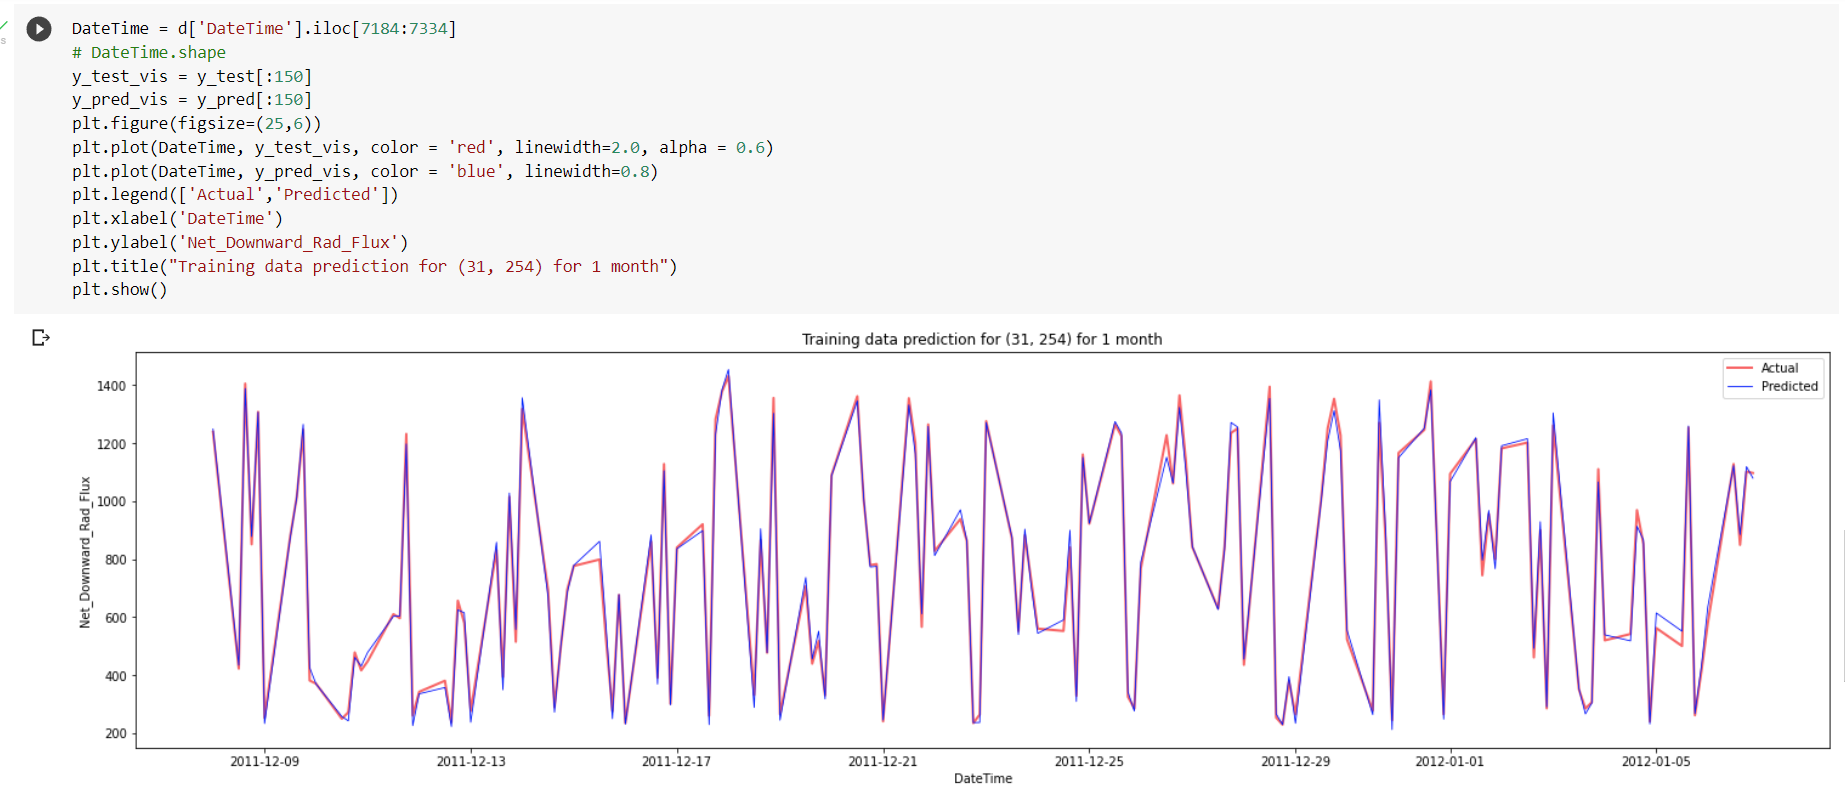 DateTime = d['DateTime'].iloc[7184:7334]
# DateTime.shape
y_test_vis = y_test[:150]
y_pred_vis = y_pred[:150]
plt.figure(figsize=(25,6))
plt.plot(DateTime, y_test_vis, color = 'red', linewidth=2.0, alpha = 0.6)
plt.plot(DateTime, y_pred_vis, color = 'blue', linewidth=0.8)
plt.legend(['Actual','Predicted'])
plt.xlabel('DateTime')
plt.ylabel('Net_Downward_Rad_Flux')
plt.title("Training data prediction for (31, 254) for 1 month")
plt.show()
Training data prediction for (31, 254) for 1 month
Actual
Predicted
Net_Downward_Rad_Flux
1400
1200
1000
800
600
400
200
2011-12-09 2011-12-13 2011-12-17 2011-12-21 2011-12-25 2011-12-29 2012-01-01 2012-01-05
DateTime